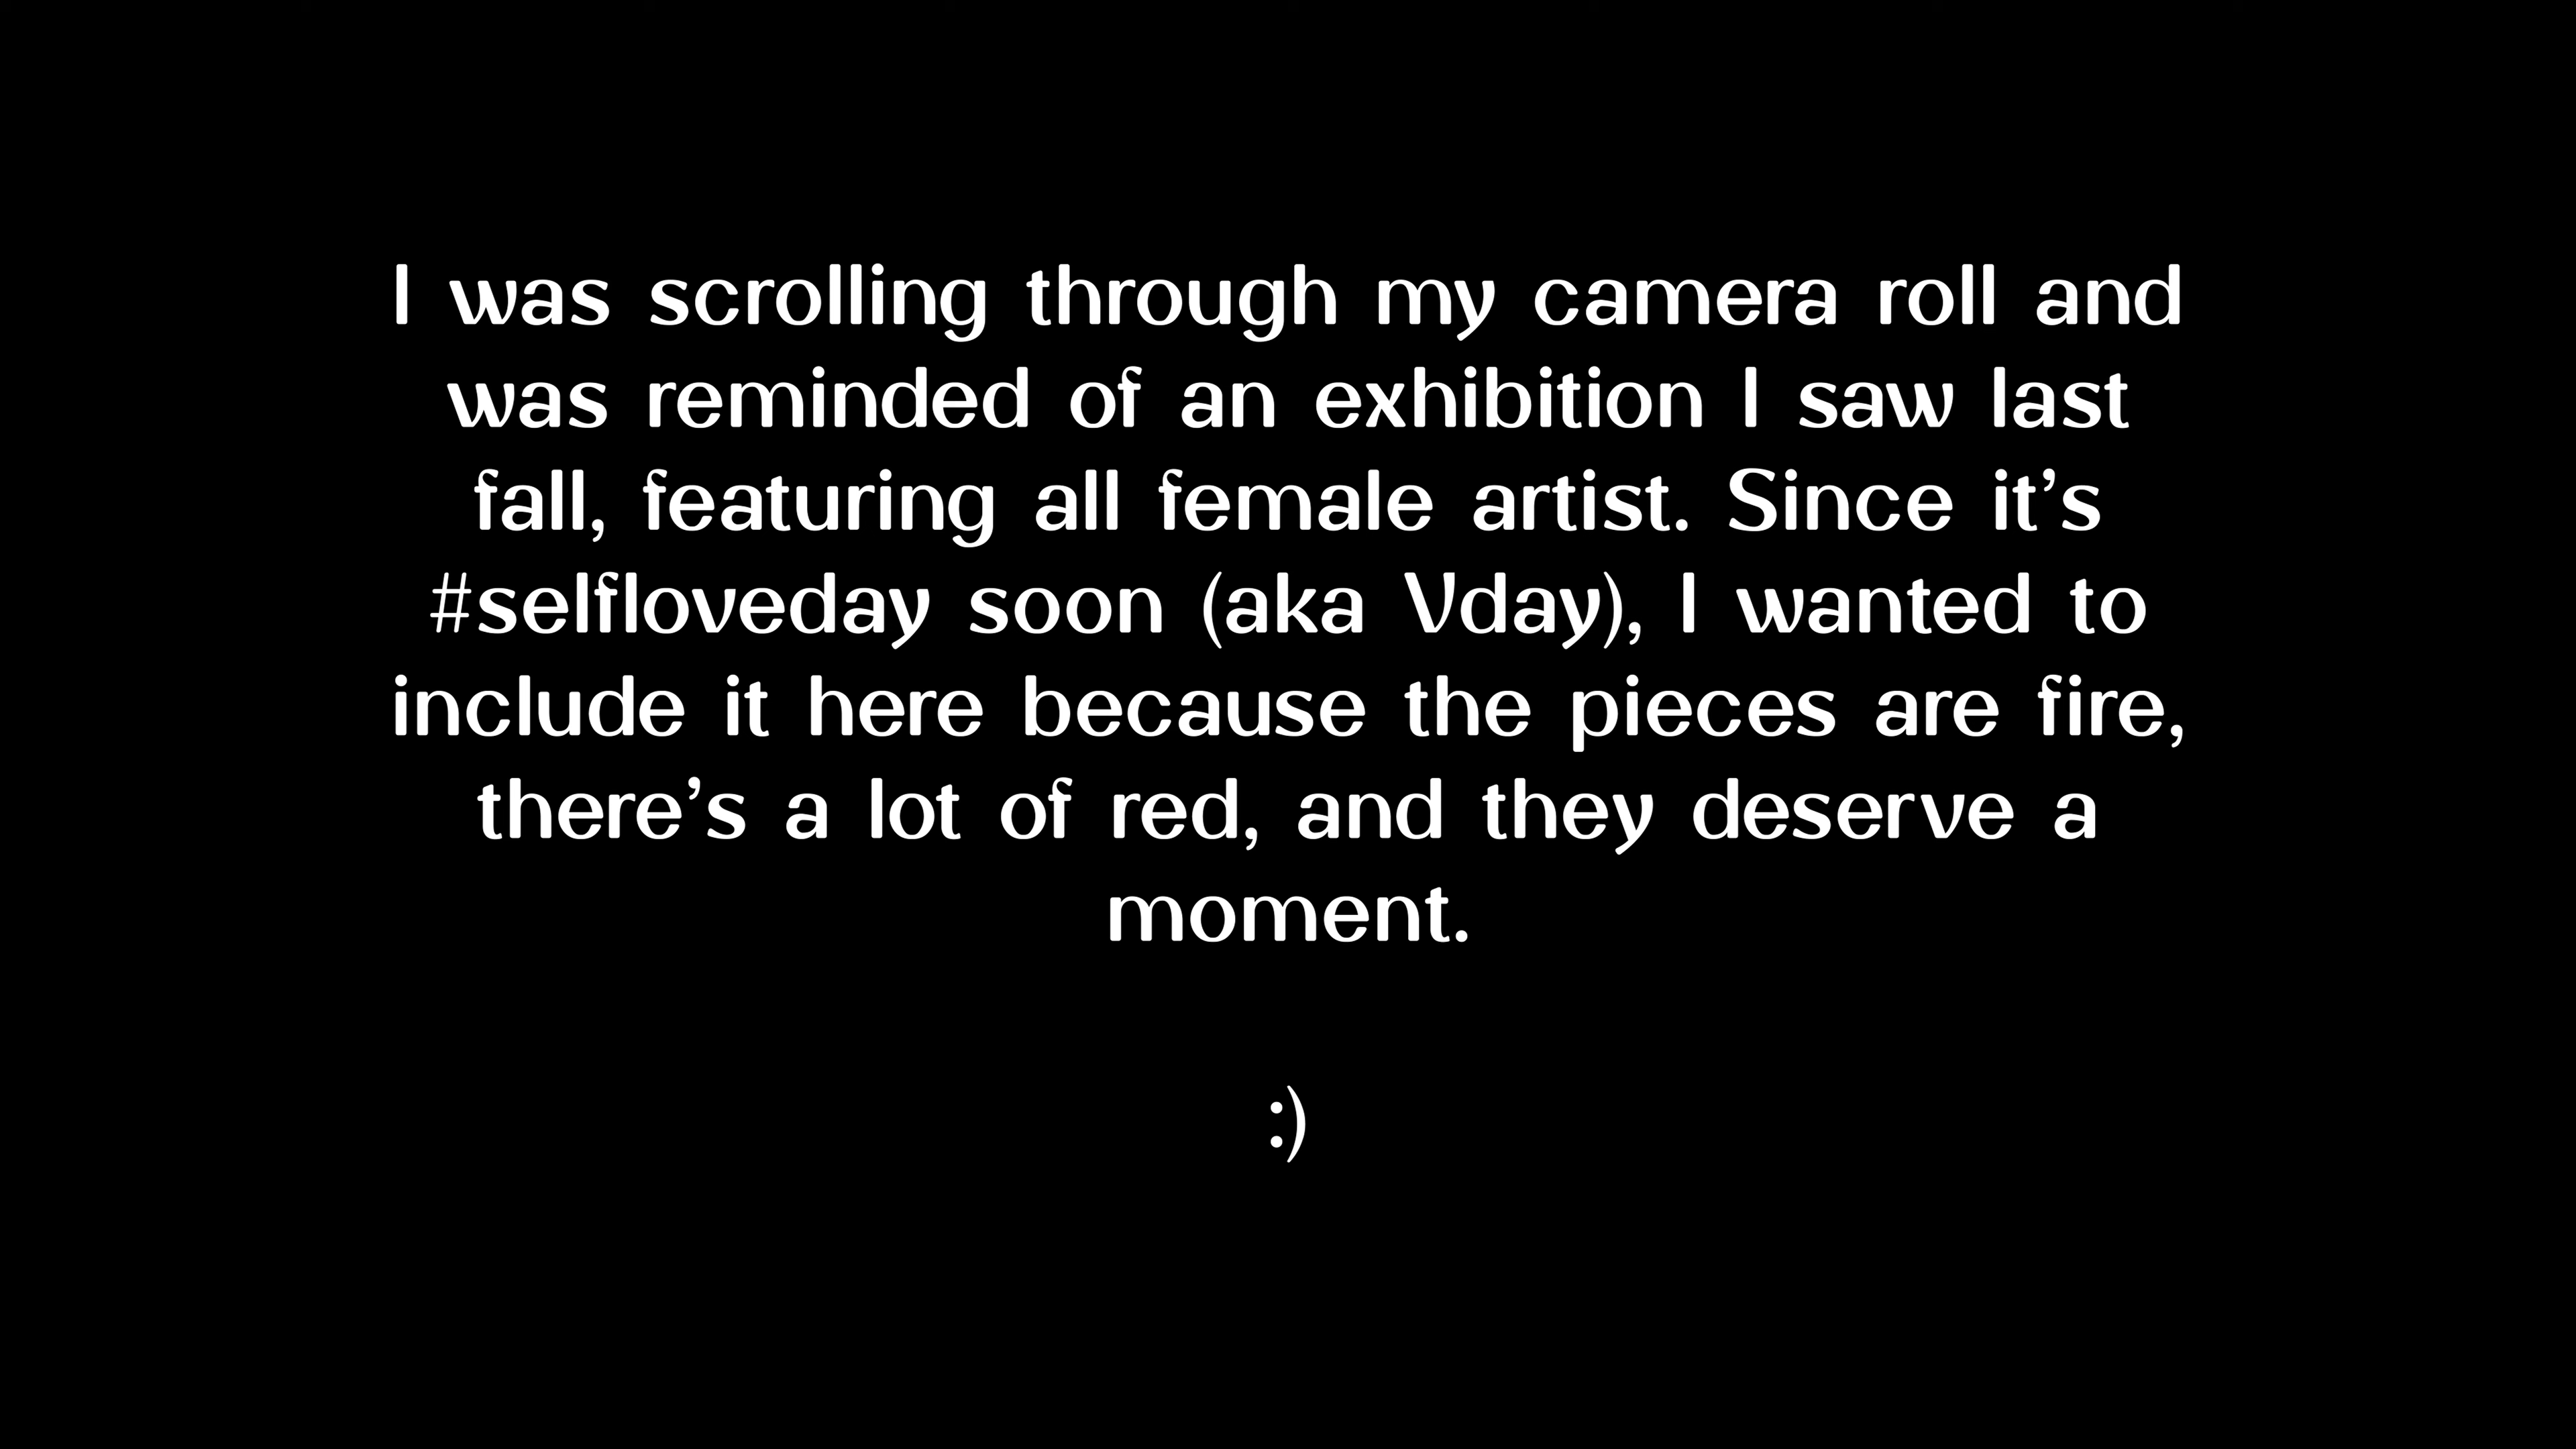 I was scrolling through my camera roll and
was reminded of an exhibition I saw last
fall, featuring all female artist. Since it’s
#selfloveday soon (aka Vday), I wanted to
include it here because the pieces are fire,
there’s a lot of red, and they deserve a
moment.
:)